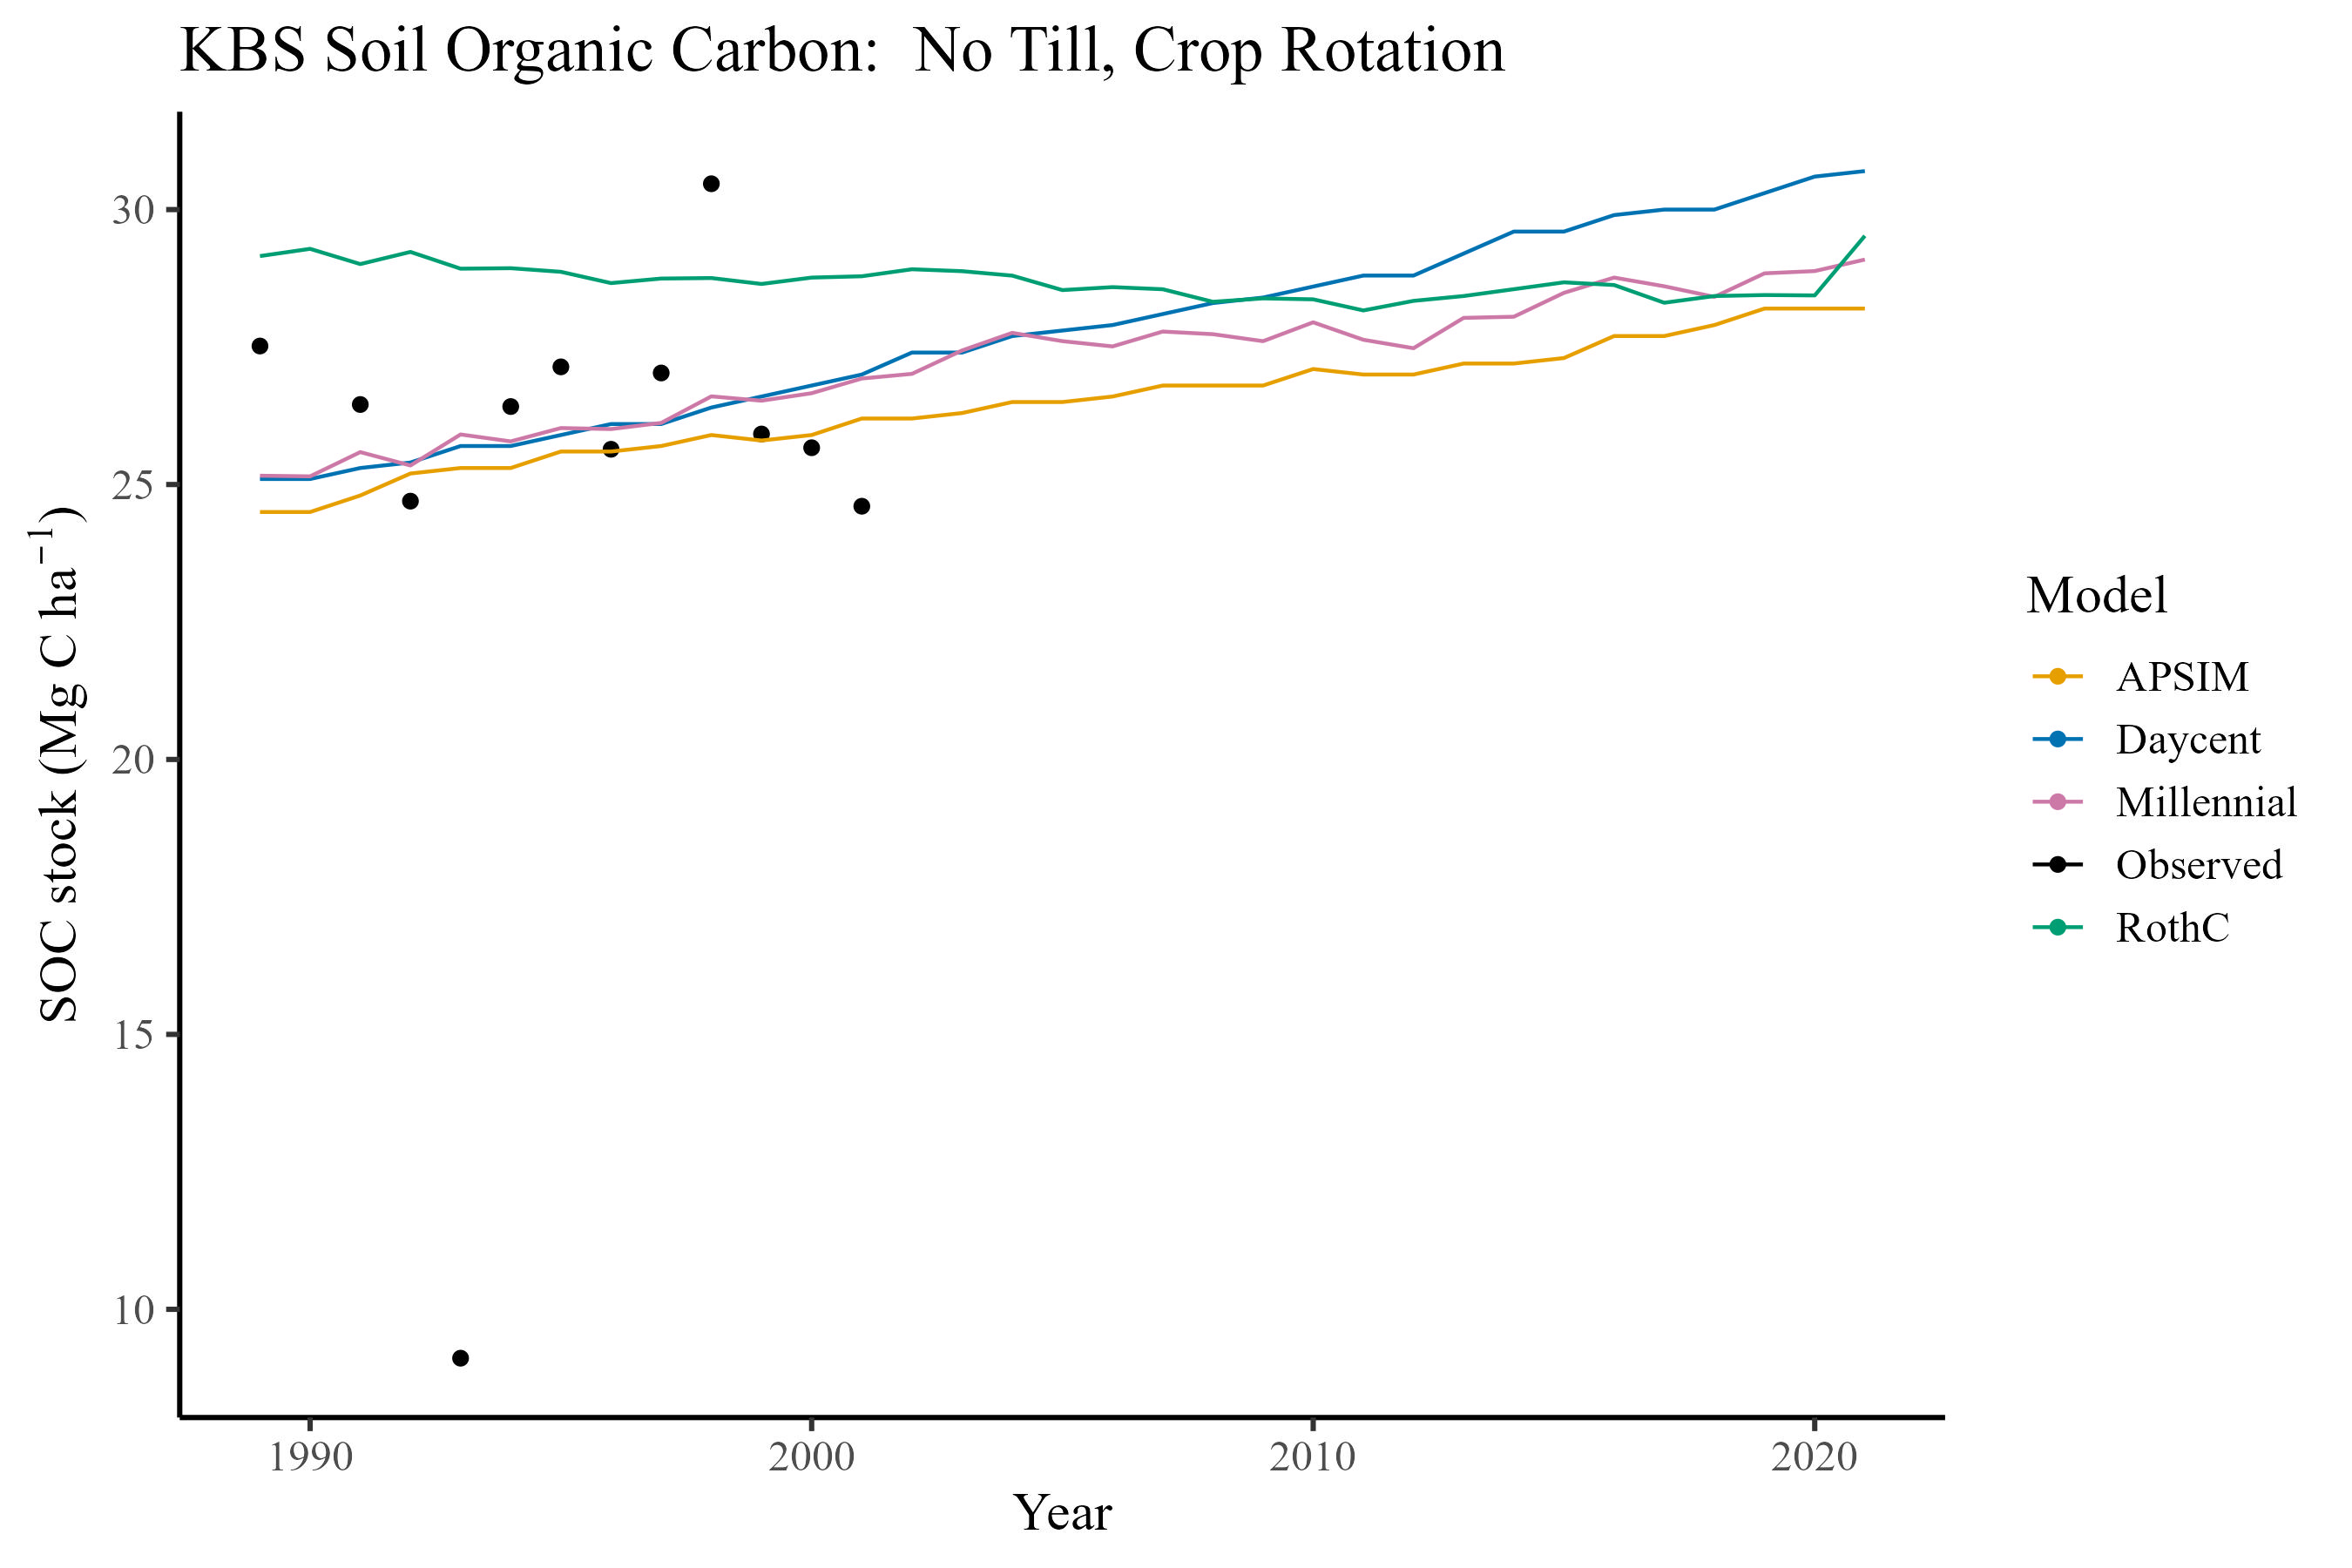 KBS Soil Organic Carbon:  No Till, Crop Rotation
SOC stock (Mg C ha⁻¹)
30
25
20
15
10
1990
2000
2010
2020
Year
Model
APSIM
Daycent
Millennial
Observed
RothC